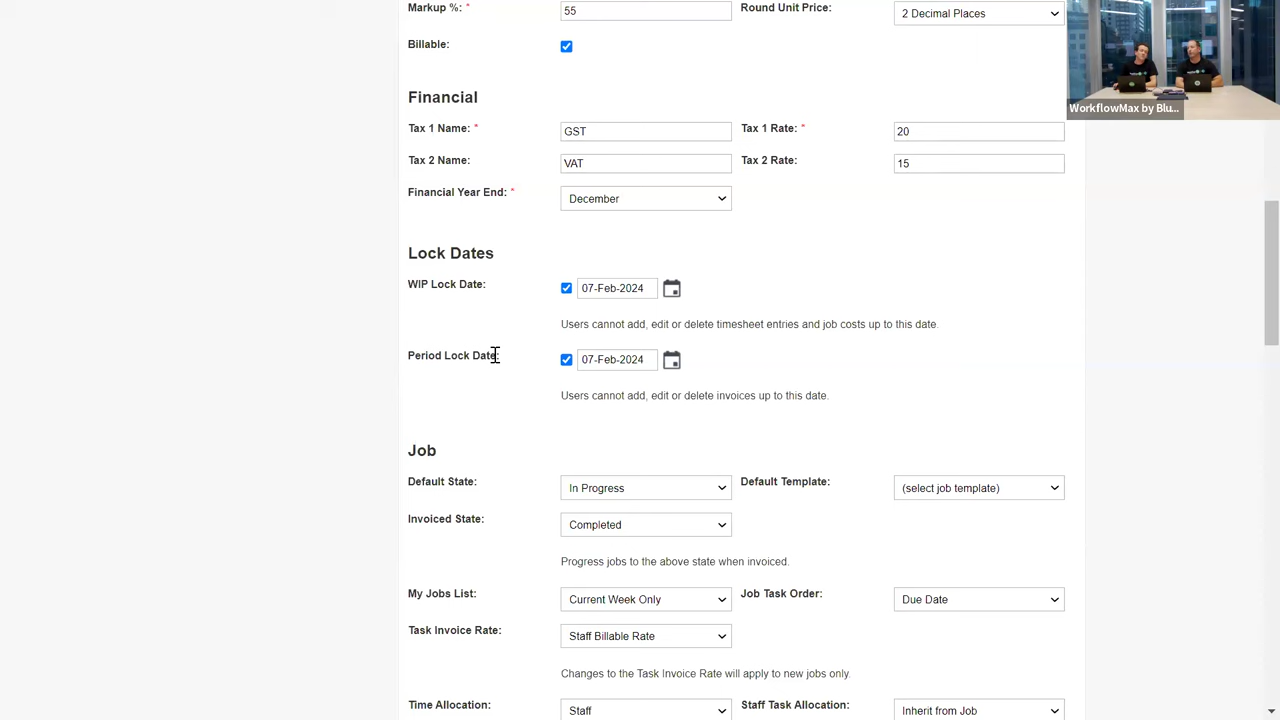 Markup %: * 55 Round Unit Price: 2 Decimal Places
Billable:
WorkflowMax by Blu...
Financial
Tax 1 Name: * GST Tax 1 Rate: * 20
Tax 2 Name: VAT Tax 2 Rate: 15
Financial Year End: * December
Lock Dates
WIP Lock Date: 07-Feb-2024
Users cannot add, edit or delete timesheet entries and job costs up to this date.
Period Lock Date: 07-Feb-2024
Users cannot add, edit or delete invoices up to this date.
Job
Default State: In Progress Default Template: (select job template)
Invoiced State: Completed
Progress jobs to the above state when invoiced.
My Jobs List: Current Week Only Job Task Order: Due Date
Task Invoice Rate: Staff Billable Rate
Changes to the Task Invoice Rate will apply to new jobs only.
Time Allocation: Staff Staff Task Allocation: Inherit from Job